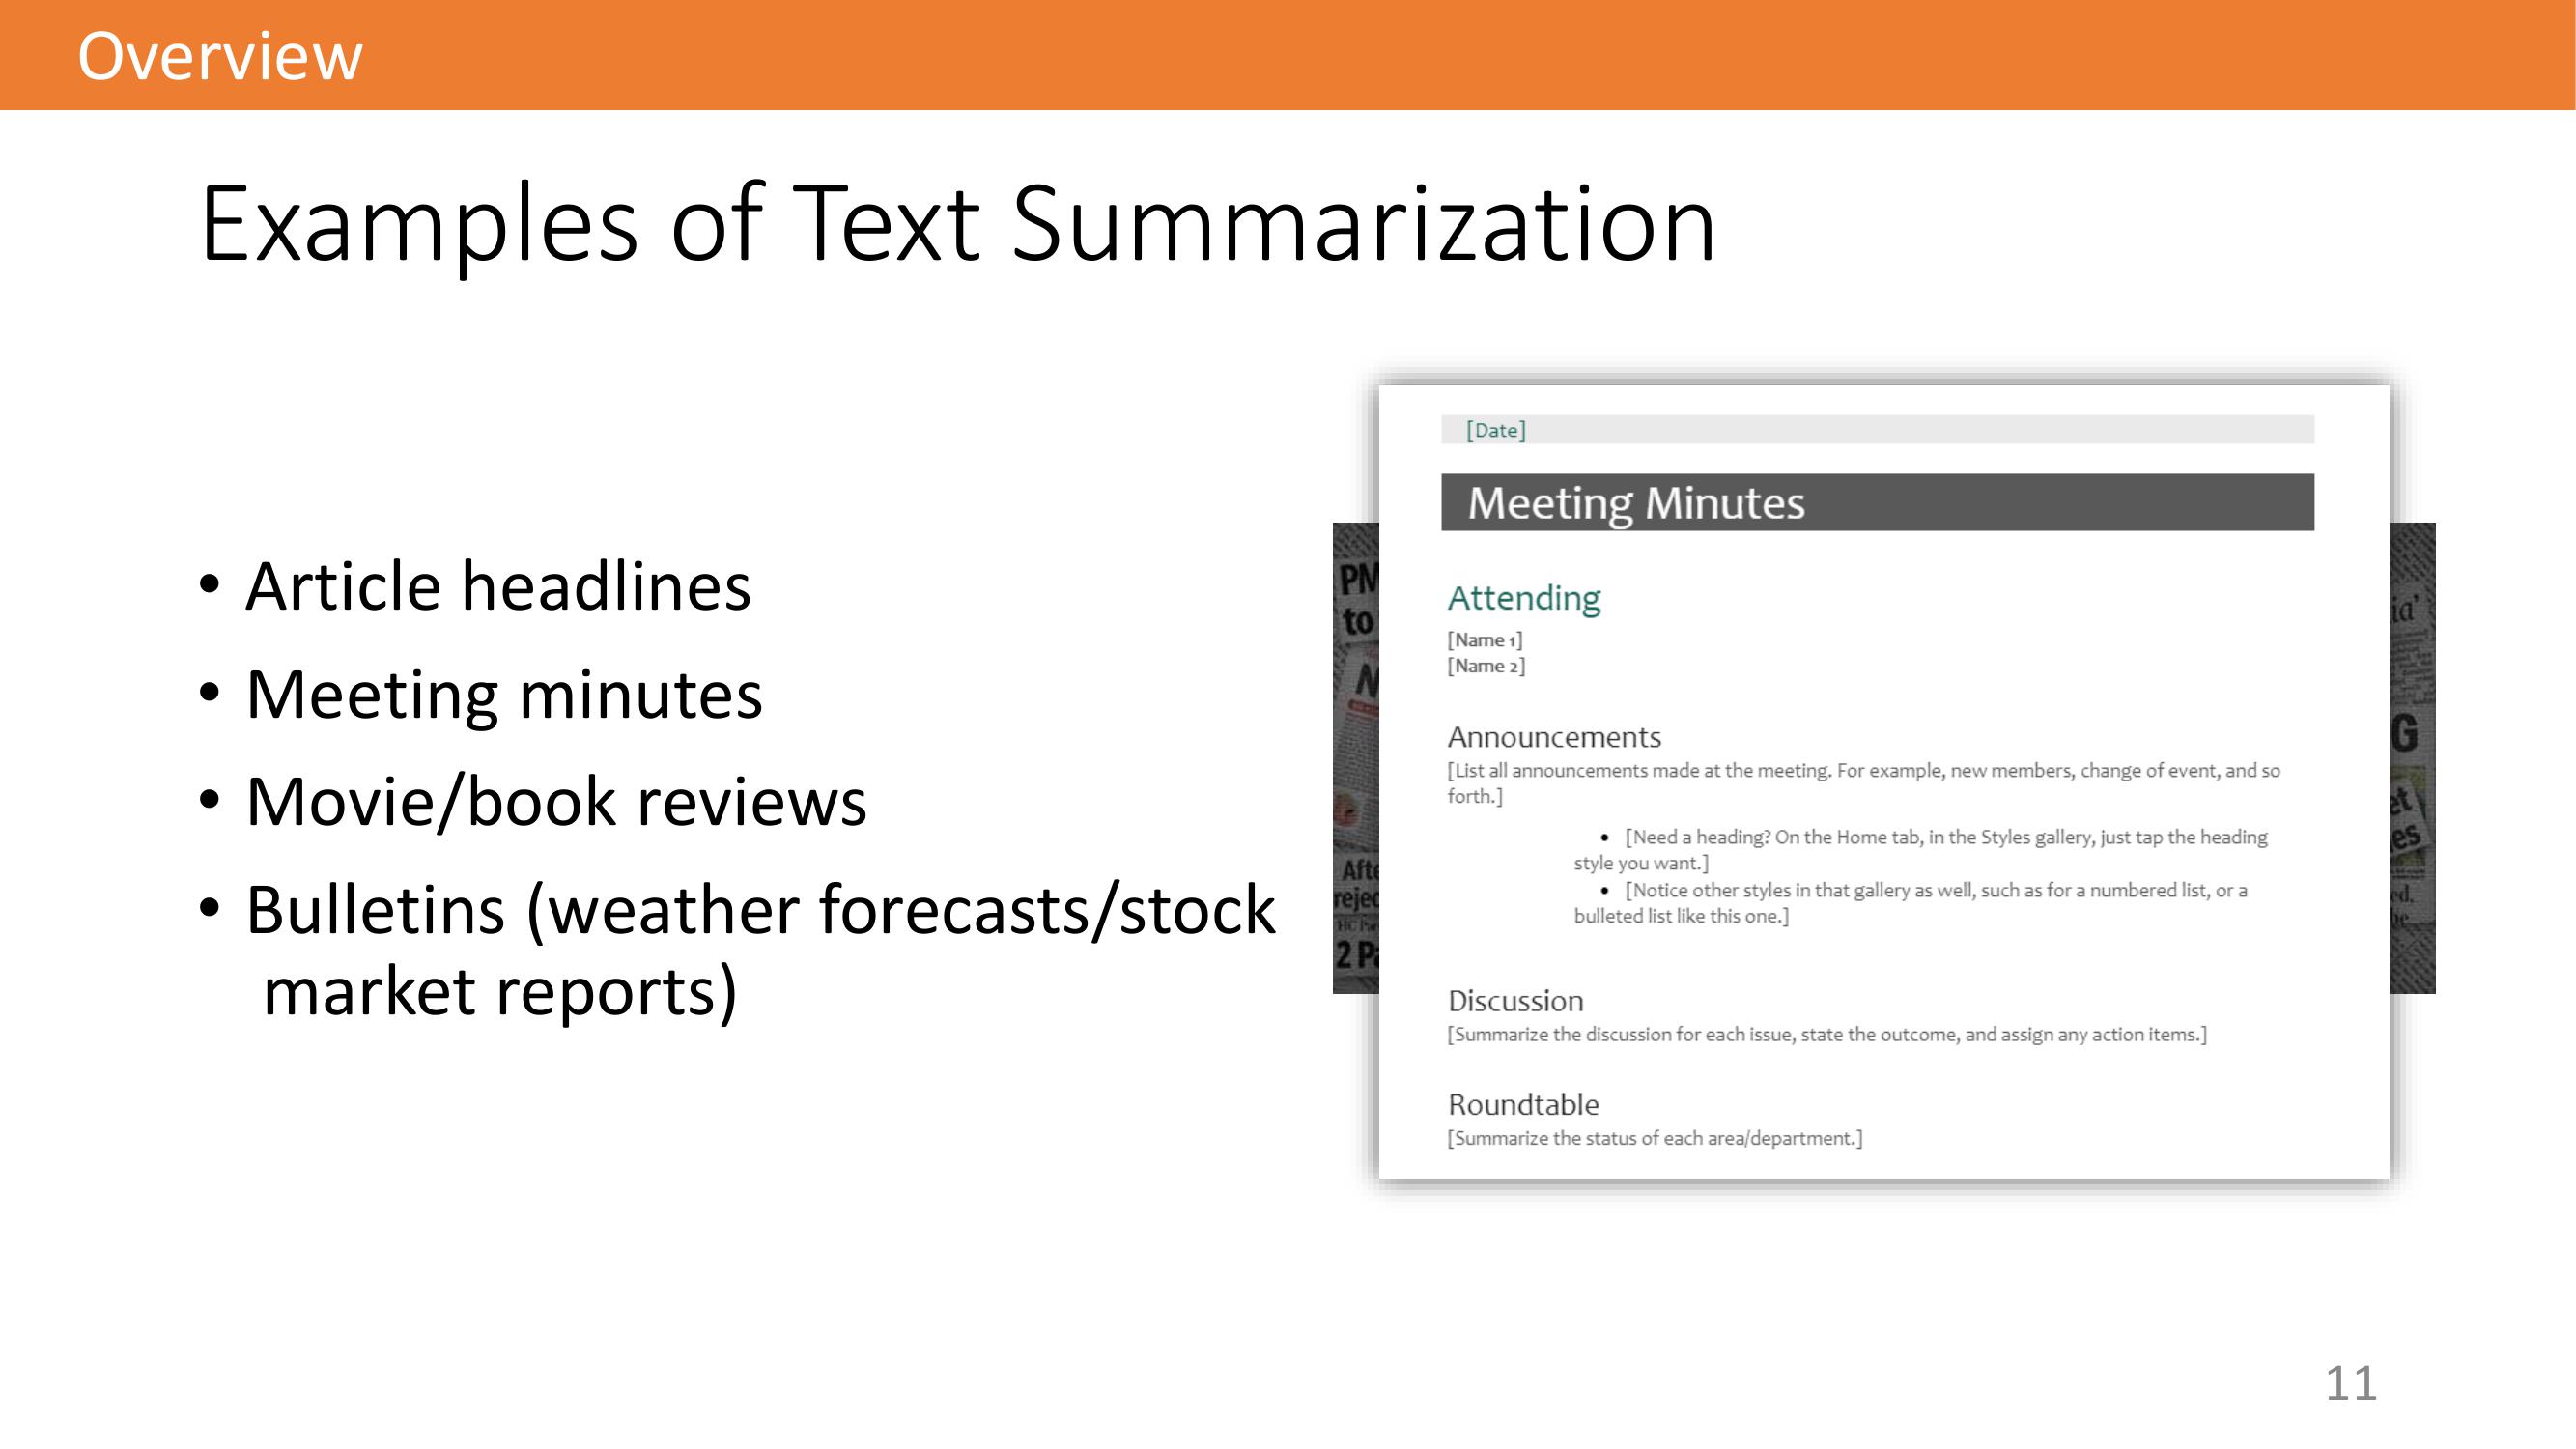 Overview
Examples of Text Summarization
• Article headlines
• Meeting minutes
• Movie/book reviews
• Bulletins (weather forecasts/stock
market reports)
[Date]
Meeting Minutes
Attending
[Name 1]
[Name 2]
Announcements
[List all announcements made at the meeting. For example, new members, change of event, and so
forth.]
• [Need a heading? On the Home tab, in the Styles gallery, just tap the heading
style you want.]
• [Notice other styles in that gallery as well, such as for a numbered list, or a
bulleted list like this one.]
Discussion
[Summarize the discussion for each issue, state the outcome, and assign any action items.]
Roundtable
[Summarize the status of each area/department.]
PM
to
2 P
11